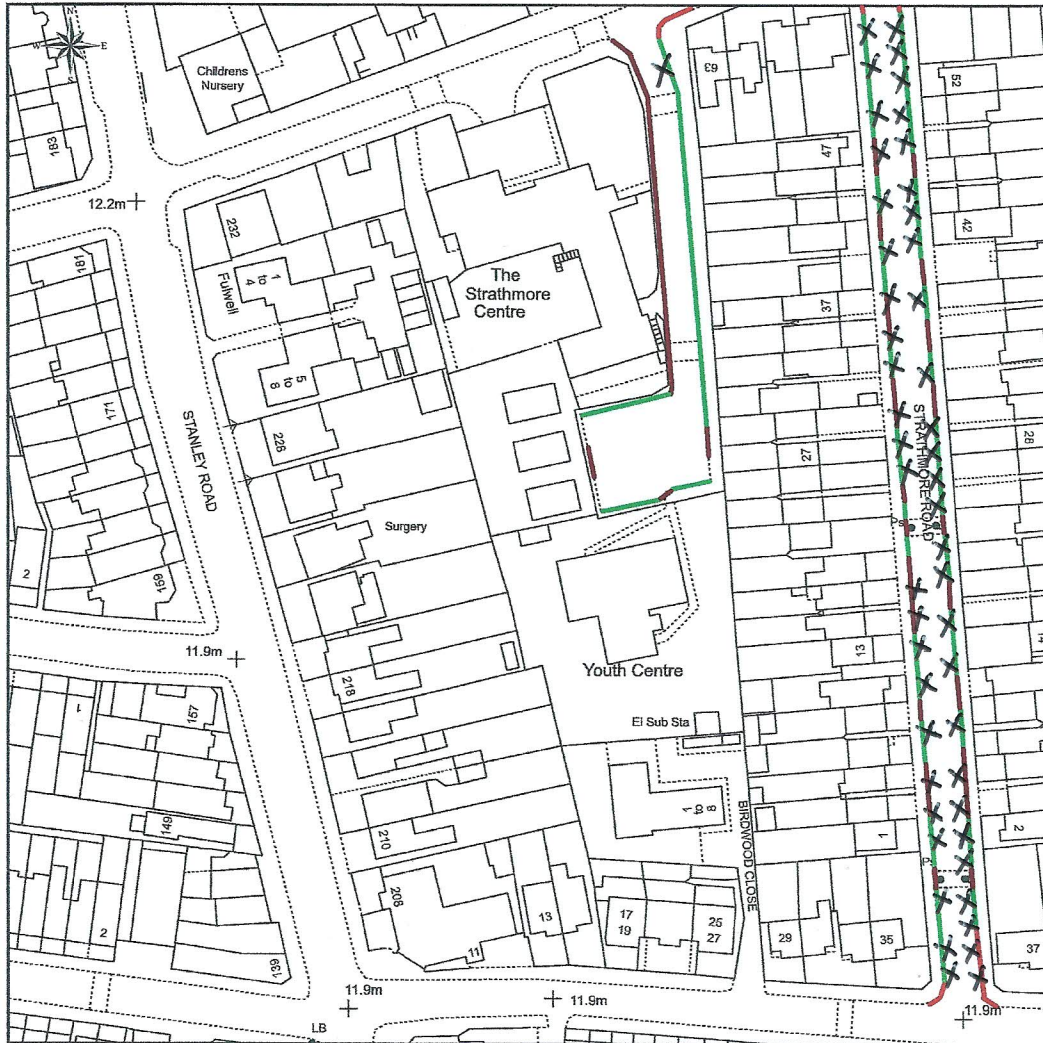 N
W E
S
Childrens
Nursery
63
52
183
47
12.2m
42
232
181
1
to
4
Fulwell
The
Strathmore
Centre
37
5
to
8
171
STANLEY ROAD
226
STRATHMORE ROAD
28
27
Surgery
Ps
2
159
11.9m
13
Youth Centre
218
1
157
El Sub Sta
1
to
8
149
210
BIRDWOOD CLOSE
1
2
P
206
2
13
17
19
25
27
29
35
37
11
139
11.9m
11.9m
11.9m
LB